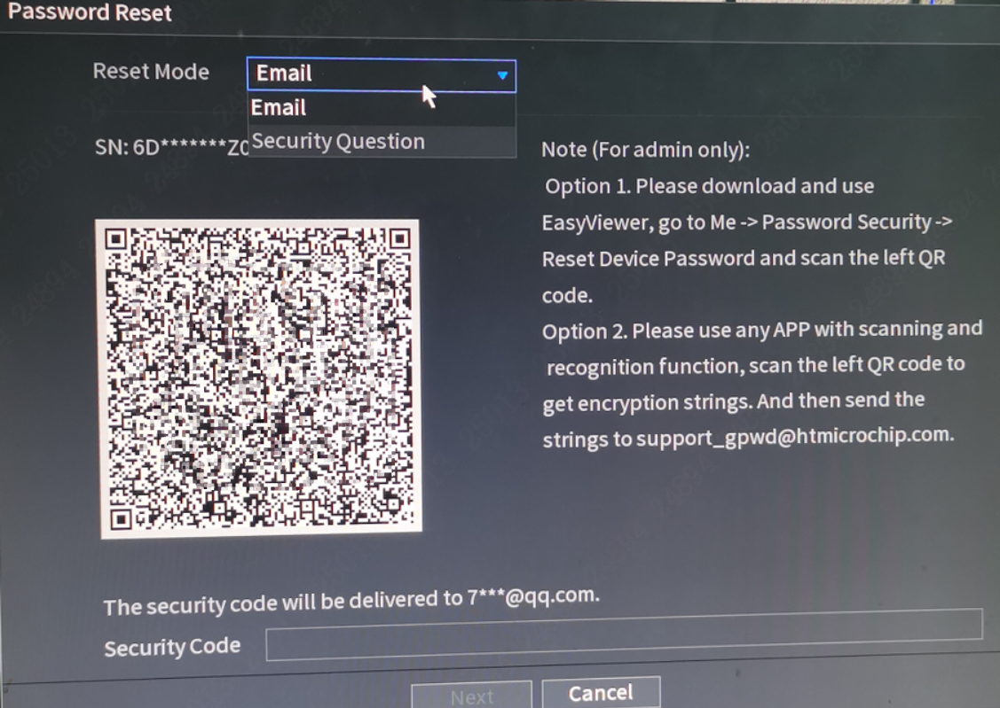 Password Reset
Reset Mode
Email
Email
Security Question
SN: 6D*******Z0
Note (For admin only):
Option 1. Please download and use
EasyViewer, go to Me -> Password Security ->
Reset Device Password and scan the left QR
code.
Option 2. Please use any APP with scanning and
recognition function, scan the left QR code to
get encryption strings. And then send the
strings to support_gpwd@htmicrochip.com.
The security code will be delivered to 7***@qq.com.
Security Code
Next
Cancel